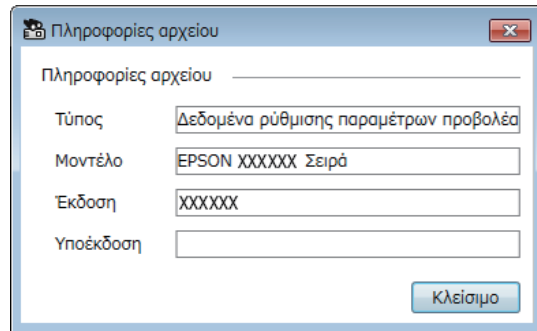 Πληροφορίες αρχείου
Πληροφορίες αρχείου
Τύπος Δεδομένα ρύθμισης παραμέτρων προβολέα
Μοντέλο EPSON XXXXXX Σειρά
Έκδοση XXXXXX
Υποέκδοση
Κλείσιμο